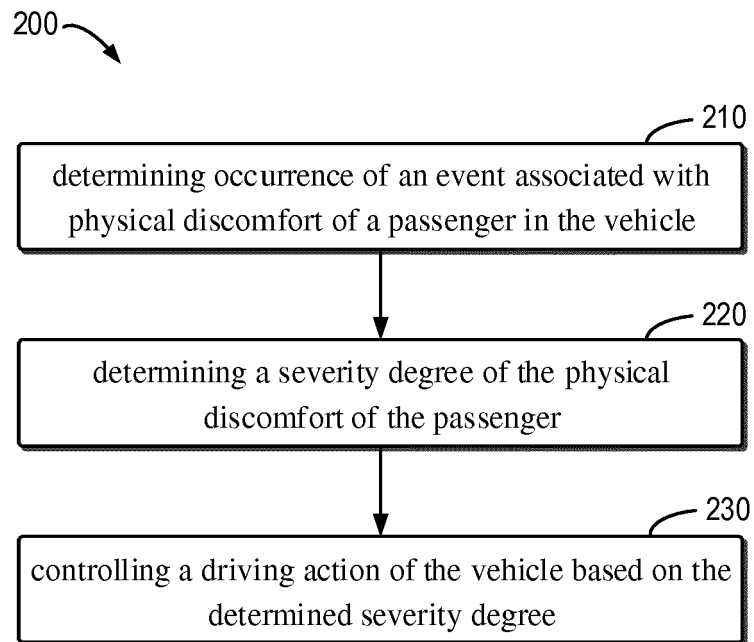 200
210
determining occurrence of an event associated with
physical discomfort of a passenger in the vehicle
220
determining a severity degree of the physical
discomfort of the passenger
230
controlling a driving action of the vehicle based on the
determined severity degree